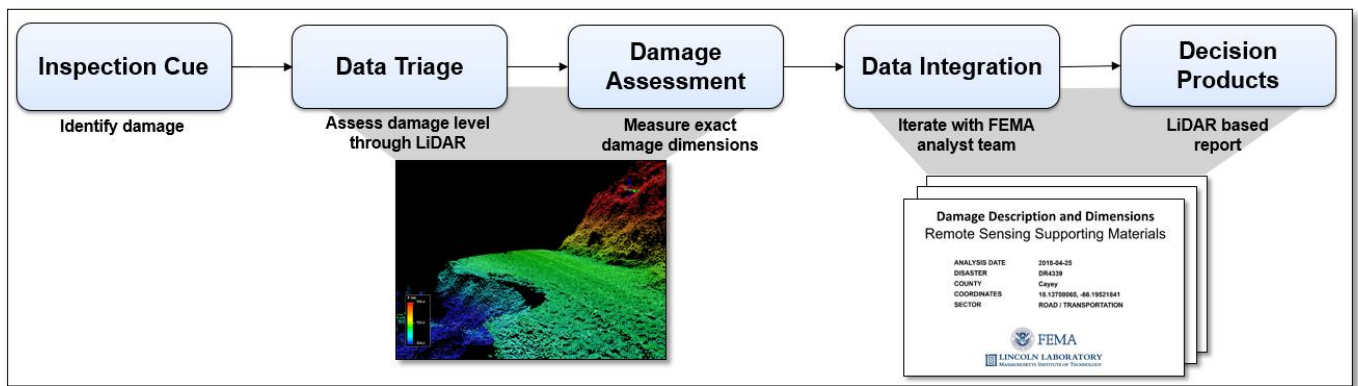 Inspection Cue
Identify damage
Data Triage
Assess damage level
through LiDAR
Damage
Assessment
Measure exact
damage dimensions
Data Integration
Iterate with FEMA
analyst team
Decision
Products
LiDAR based
report
Damage Description and Dimensions
Remote Sensing Supporting Materials
ANALYSIS DATE 2018-04-25
DISASTER DR4339
COUNTY Cayey
COORDINATES 18.13708065, -66.19521841
SECTOR ROAD / TRANSPORTATION
FEMA
LINCOLN LABORATORY
MASSACHUSETTS INSTITUTE OF TECHNOLOGY